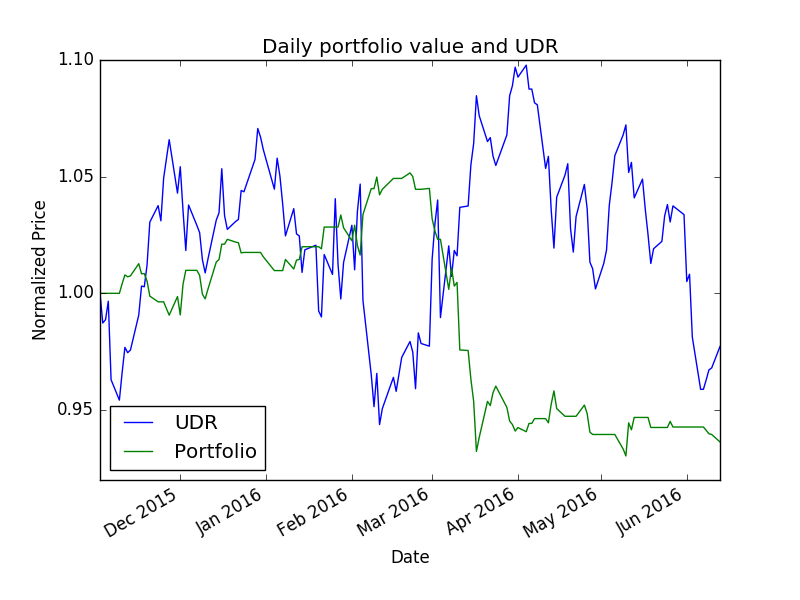 Daily portfolio value and UDR
1.10
1.05
1.00
0.95
Normalized Price
UDR
Portfolio
Dec 2015
Jan 2016
Feb 2016
Mar 2016
Apr 2016
May 2016
Jun 2016
Date